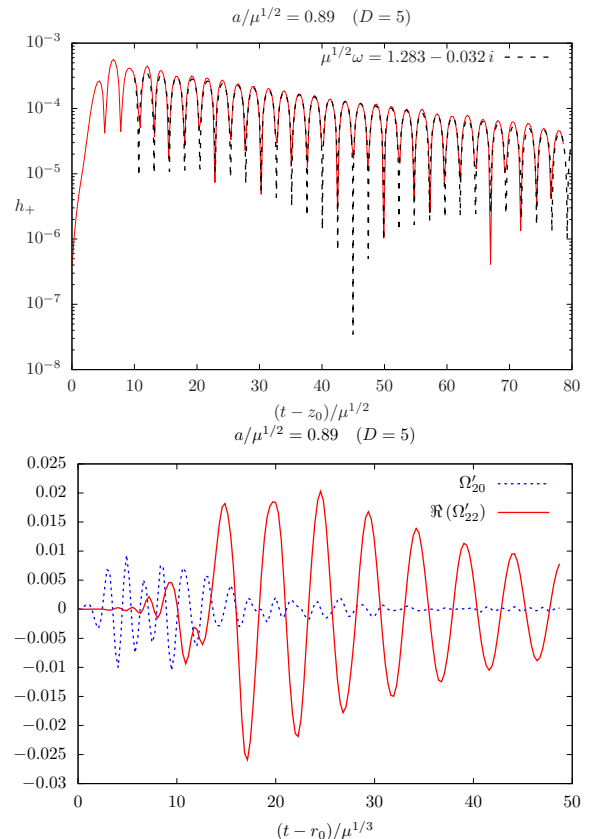 a/μ^{1/2} = 0.89 (D = 5)
10^{−3}
μ^{1/2}ω = 1.283 − 0.032 i
10^{−4}
10^{−5}
h_+
10^{−6}
10^{−7}
10^{−8}
0 10 20 30 40 50 60 70 80
(t − z_0)/μ^{1/2}
a/μ^{1/2} = 0.89 (D = 5)
0.025
Ω′_{20}
0.02
ℜ(Ω′_{22})
0.015
0.01
0.005
0
−0.005
−0.01
−0.015
−0.02
−0.025
−0.03
0 10 20 30 40 50
(t − r_0)/μ^{1/3}